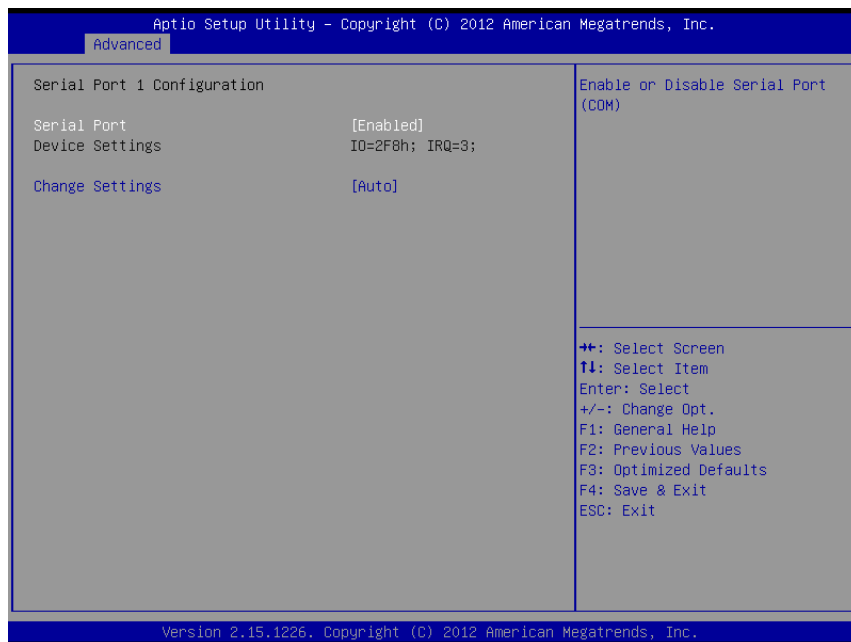 Aptio Setup Utility – Copyright (C) 2012 American Megatrends, Inc.
Advanced
Serial Port 1 Configuration
Serial Port [Enabled]
Device Settings IO=2F8h; IRQ=3;
Change Settings [Auto]
Enable or Disable Serial Port
(COM)
→←: Select Screen
↑↓: Select Item
Enter: Select
+/-: Change Opt.
F1: General Help
F2: Previous Values
F3: Optimized Defaults
F4: Save & Exit
ESC: Exit
Version 2.15.1226. Copyright (C) 2012 American Megatrends, Inc.